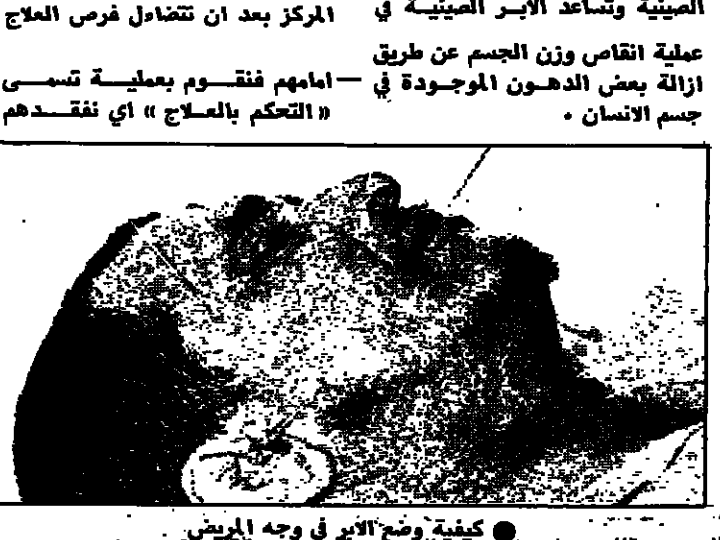 الصينية وتساعد الابر الصينية في
عملية انقاص وزن الجسم عن طريق
ازالة بعض الدهون الموجودة في
جسم الانسان .
المركز بعد ان تتضاءل فرص العلاج
امامهم فنقوم بعملية تسمى
« التحكم بالعلاج » اي نفقدهم
كيفية وضع الابر في وجه المريض